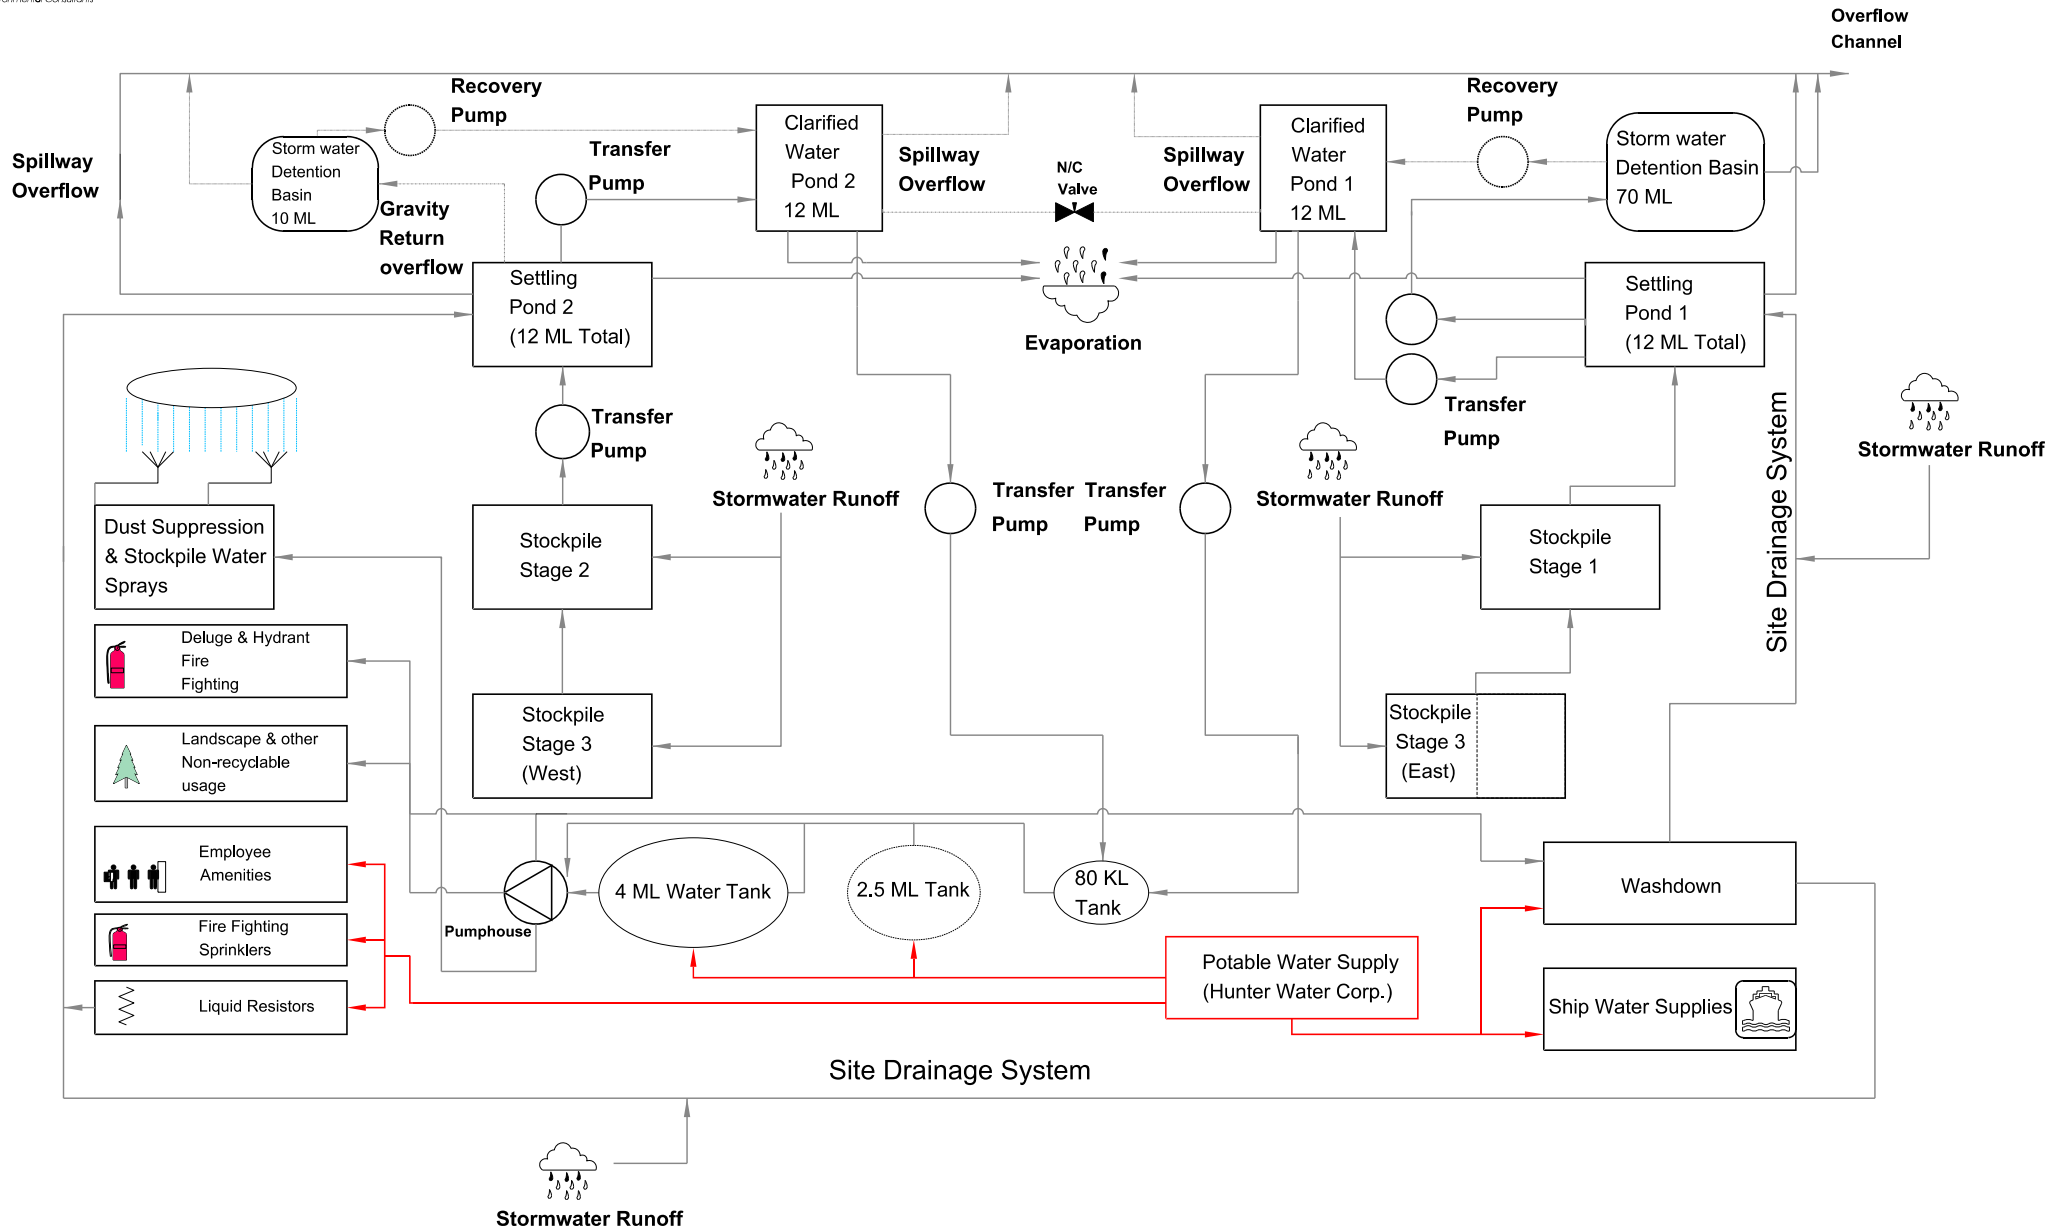 Overflow
Channel
Recovery
Pump
Recovery
Pump
Spillway
Overflow
Storm water
Detention
Basin
10 ML
Transfer
Pump
Clarified
Water
Pond 2
12 ML
Spillway
Overflow
N/C
Valve
Spillway
Overflow
Clarified
Water
Pond 1
12 ML
Storm water
Detention Basin
70 ML
Gravity
Return
overflow
Settling
Pond 2
(12 ML Total)
Evaporation
Settling
Pond 1
(12 ML Total)
Transfer
Pump
Transfer
Pump
Stormwater Runoff
Stormwater Runoff
Stormwater Runoff
Site Drainage System
Transfer
Pump
Transfer
Pump
Dust Suppression
& Stockpile Water
Sprays
Stockpile
Stage 2
Stockpile
Stage 1
Deluge & Hydrant
Fire
Fighting
Landscape & other
Non-recyclable
usage
Stockpile
Stage 3
(West)
Stockpile
Stage 3
(East)
Employee
Amenities
Fire Fighting
Sprinklers
Liquid Resistors
Pumphouse
4 ML Water Tank
2.5 ML Tank
80 KL
Tank
Washdown
Potable Water Supply
(Hunter Water Corp.)
Ship Water Supplies
Site Drainage System
Stormwater Runoff